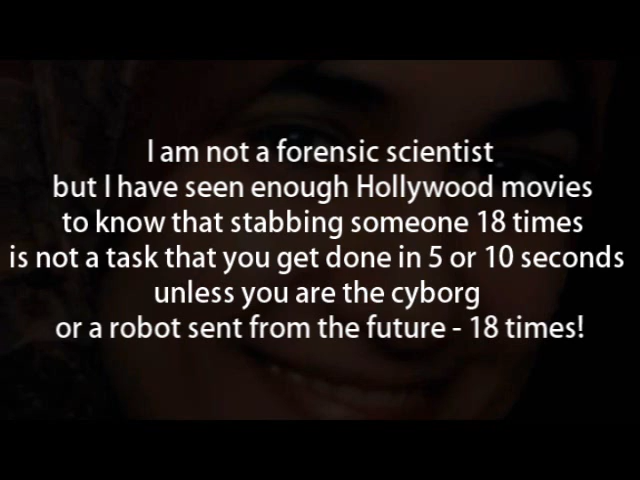 I am not a forensic scientist
but I have seen enough Hollywood movies
to know that stabbing someone 18 times
is not a task that you get done in 5 or 10 seconds
unless you are the cyborg
or a robot sent from the future - 18 times!